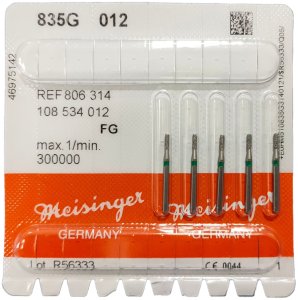 835G 012
46975142
REF 806 314
108 534 012
FG
max. 1/min.
300000
Meisinger Meisinger
GERMANY GERMANY
Lot R56333 CE 0044 1